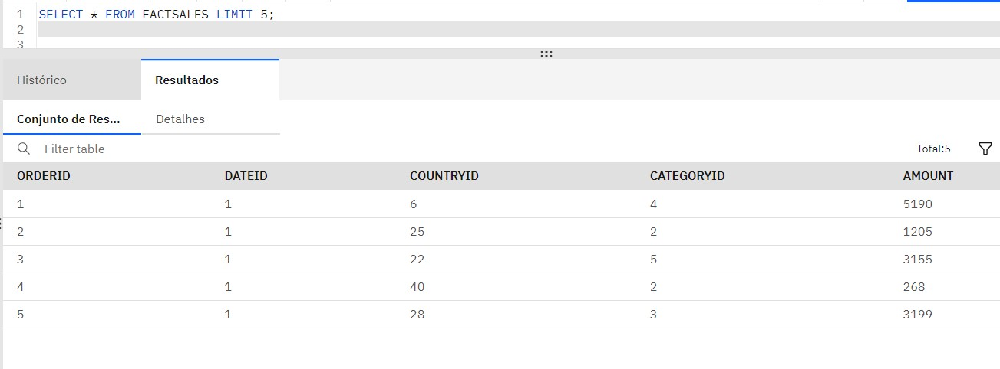 1 SELECT * FROM FACTSALES LIMIT 5;
2
3
Histórico Resultados
Conjunto de Res... Detalhes
Filter table Total:5
ORDERID DATEID COUNTRYID CATEGORYID AMOUNT
1 1 6 4 5190
2 1 25 2 1205
3 1 22 5 3155
4 1 40 2 268
5 1 28 3 3199